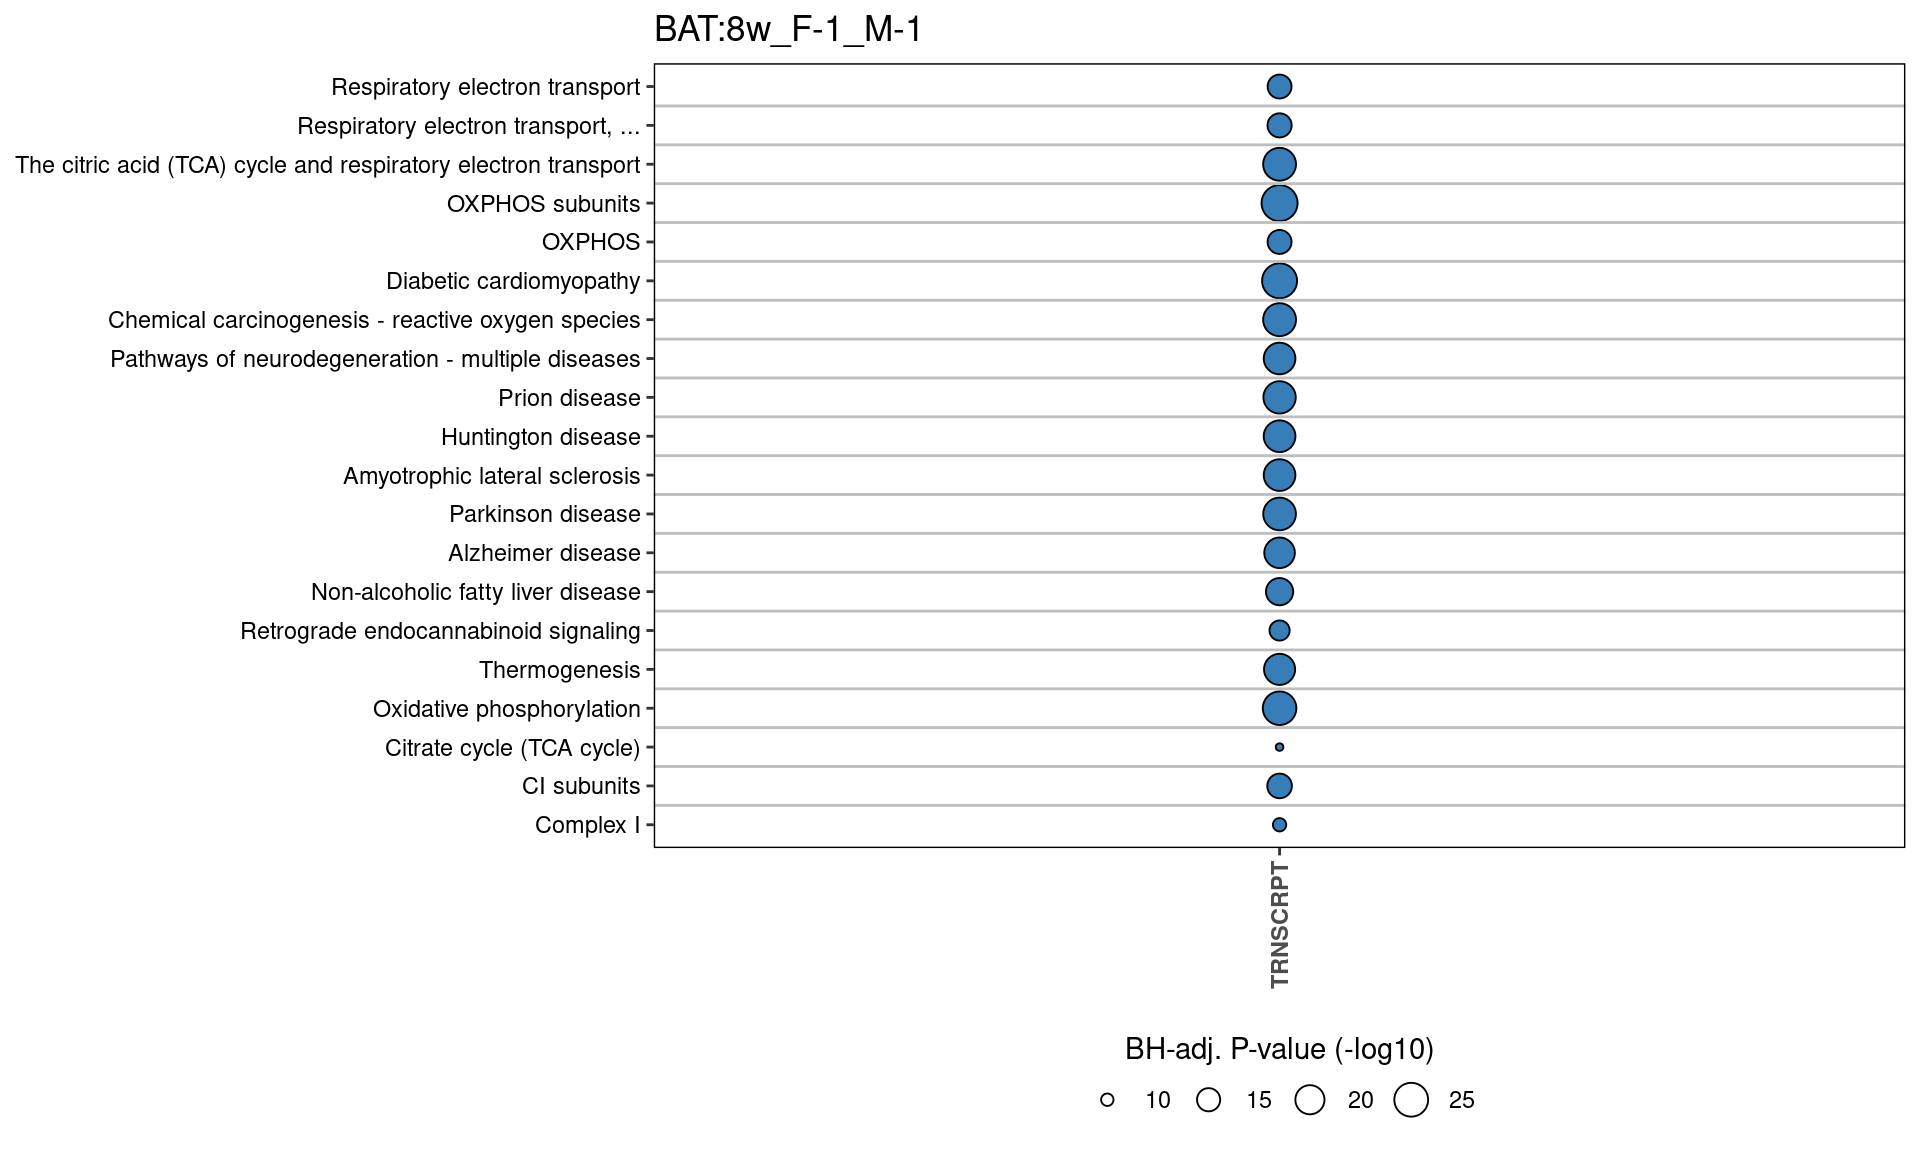 BAT:8w_F-1_M-1
Respiratory electron transport
Respiratory electron transport, ...
The citric acid (TCA) cycle and respiratory electron transport
OXPHOS subunits
OXPHOS
Diabetic cardiomyopathy
Chemical carcinogenesis - reactive oxygen species
Pathways of neurodegeneration - multiple diseases
Prion disease
Huntington disease
Amyotrophic lateral sclerosis
Parkinson disease
Alzheimer disease
Non-alcoholic fatty liver disease
Retrograde endocannabinoid signaling
Thermogenesis
Oxidative phosphorylation
Citrate cycle (TCA cycle)
CI subunits
Complex I
TRNSCRPT
BH-adj. P-value (-log10)
10 15 20 25